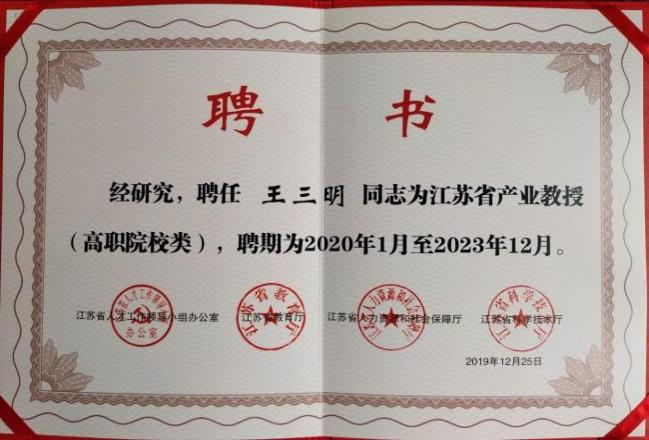 聘书
经研究，聘任 王三明 同志为江苏省产业教授
（高职院校类），聘期为2020年1月至2023年12月。
江苏省人才工作领导小组办公室 江苏省教育厅 江苏省人力资源和社会保障厅 江苏省科学技术厅
2019年12月25日